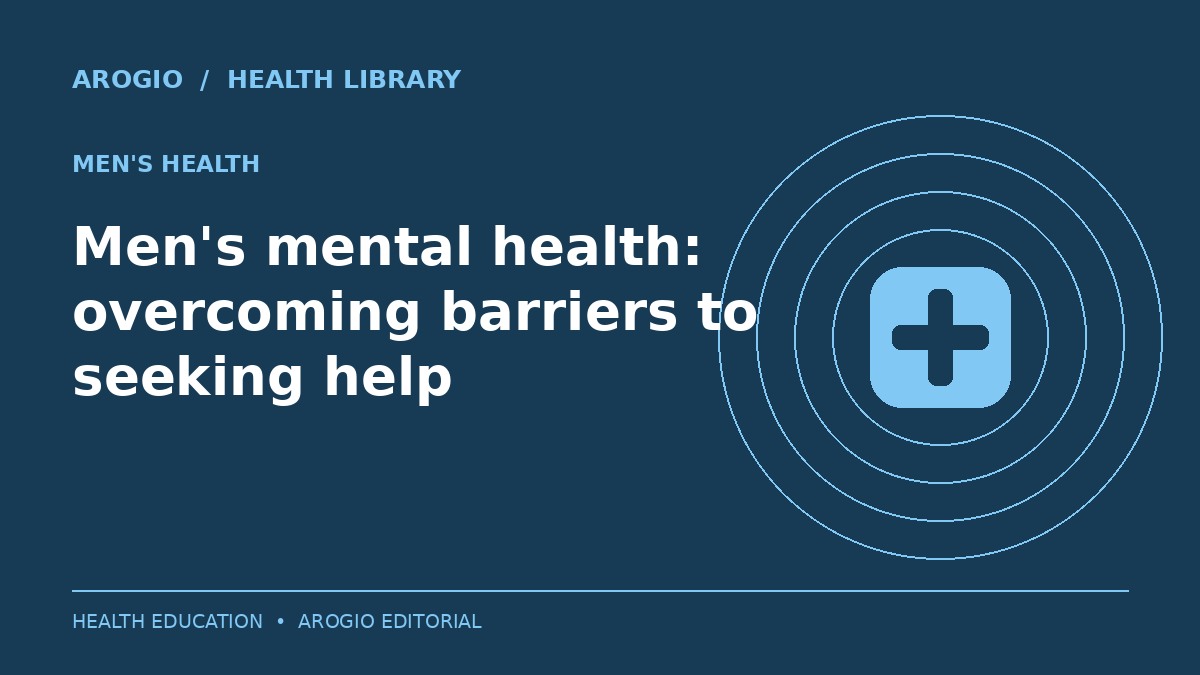 AROGIO / HEALTH LIBRARY
MEN'S HEALTH
Men's mental health:
overcoming barriers to
seeking help
HEALTH EDUCATION • AROGIO EDITORIAL